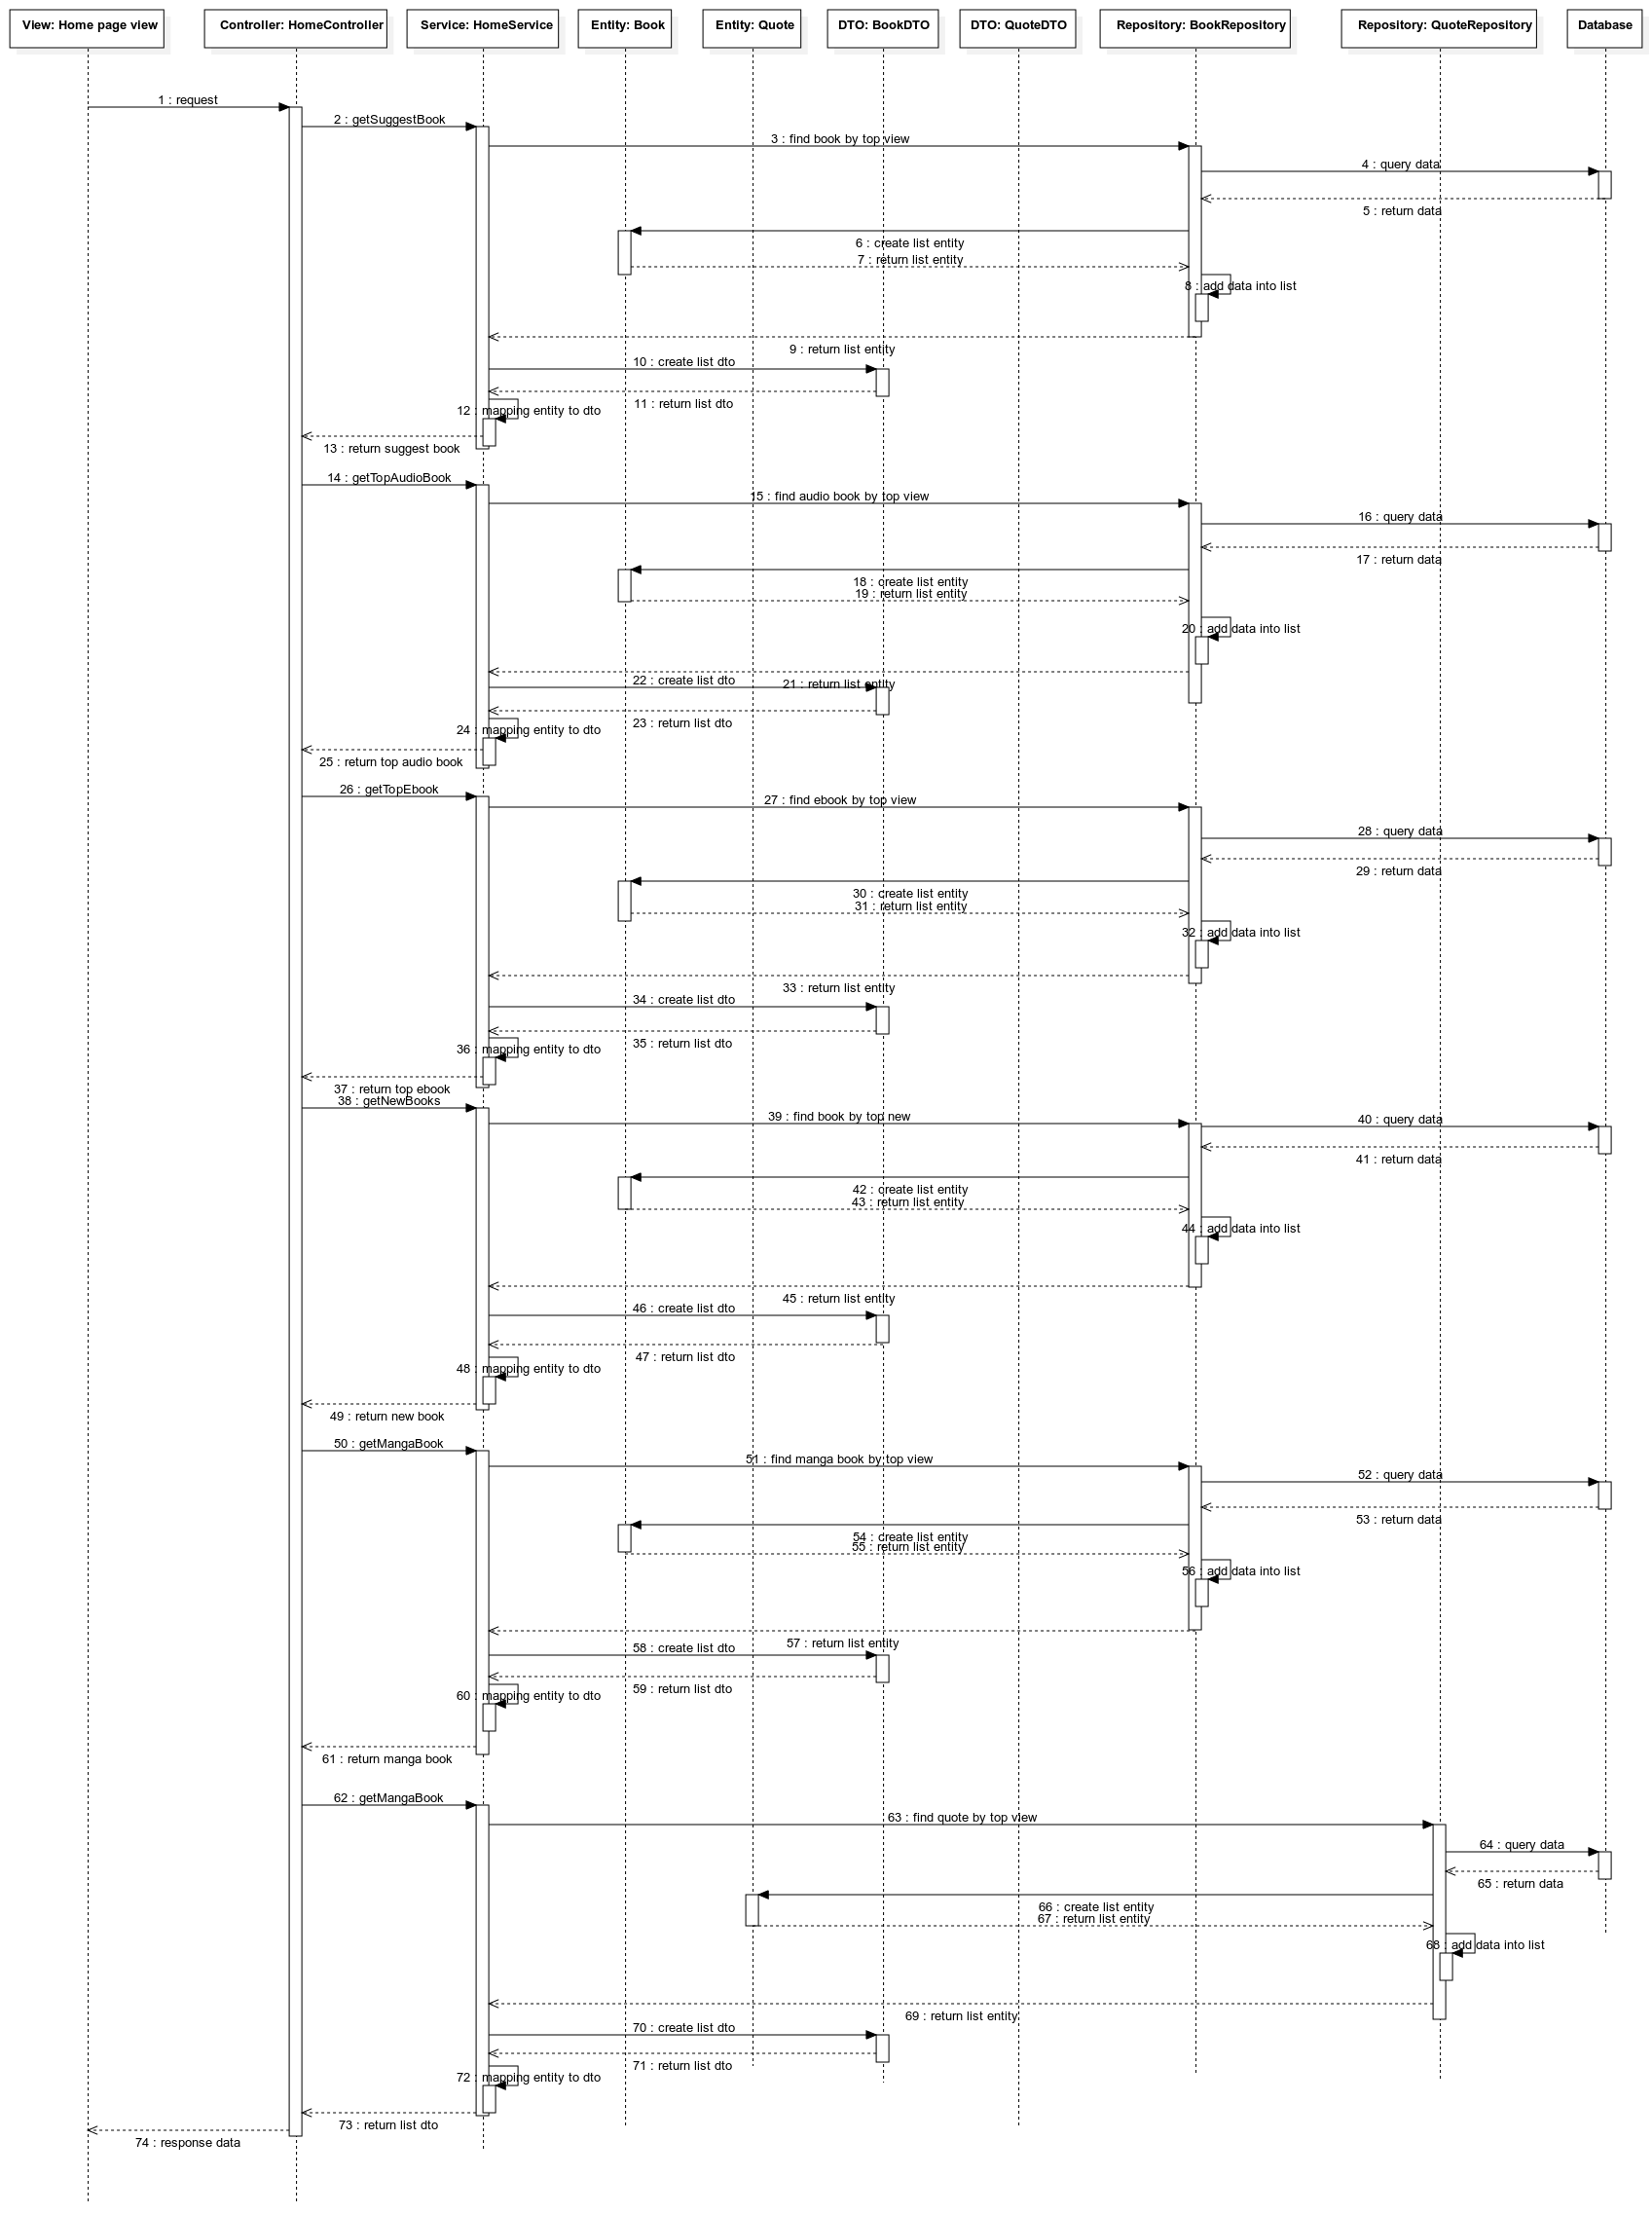 View: Home page view
Controller: HomeController
Service: HomeService
Entity: Book
Entity: Quote
DTO: BookDTO
DTO: QuoteDTO
Repository: BookRepository
Repository: QuoteRepository
Database
1 : request
2 : getSuggestBook
3 : find book by top view
4 : query data
5 : return data
6 : create list entity
7 : return list entity
8 : add data into list
9 : return list entity
10 : create list dto
11 : return list dto
12 : mapping entity to dto
13 : return suggest book
14 : getTopAudioBook
15 : find audio book by top view
16 : query data
17 : return data
18 : create list entity
19 : return list entity
20 : add data into list
21 : return list entity
22 : create list dto
23 : return list dto
24 : mapping entity to dto
25 : return top audio book
26 : getTopEbook
27 : find ebook by top view
28 : query data
29 : return data
30 : create list entity
31 : return list entity
32 : add data into list
33 : return list entity
34 : create list dto
35 : return list dto
36 : mapping entity to dto
37 : return top ebook
38 : getNewBooks
39 : find book by top new
40 : query data
41 : return data
42 : create list entity
43 : return list entity
44 : add data into list
45 : return list entity
46 : create list dto
47 : return list dto
48 : mapping entity to dto
49 : return new book
50 : getMangaBook
51 : find manga book by top view
52 : query data
53 : return data
54 : create list entity
55 : return list entity
56 : add data into list
57 : return list entity
58 : create list dto
59 : return list dto
60 : mapping entity to dto
61 : return manga book
62 : getMangaBook
63 : find quote by top view
64 : query data
65 : return data
66 : create list entity
67 : return list entity
68 : add data into list
69 : return list entity
70 : create list dto
71 : return list dto
72 : mapping entity to dto
73 : return list dto
74 : response data